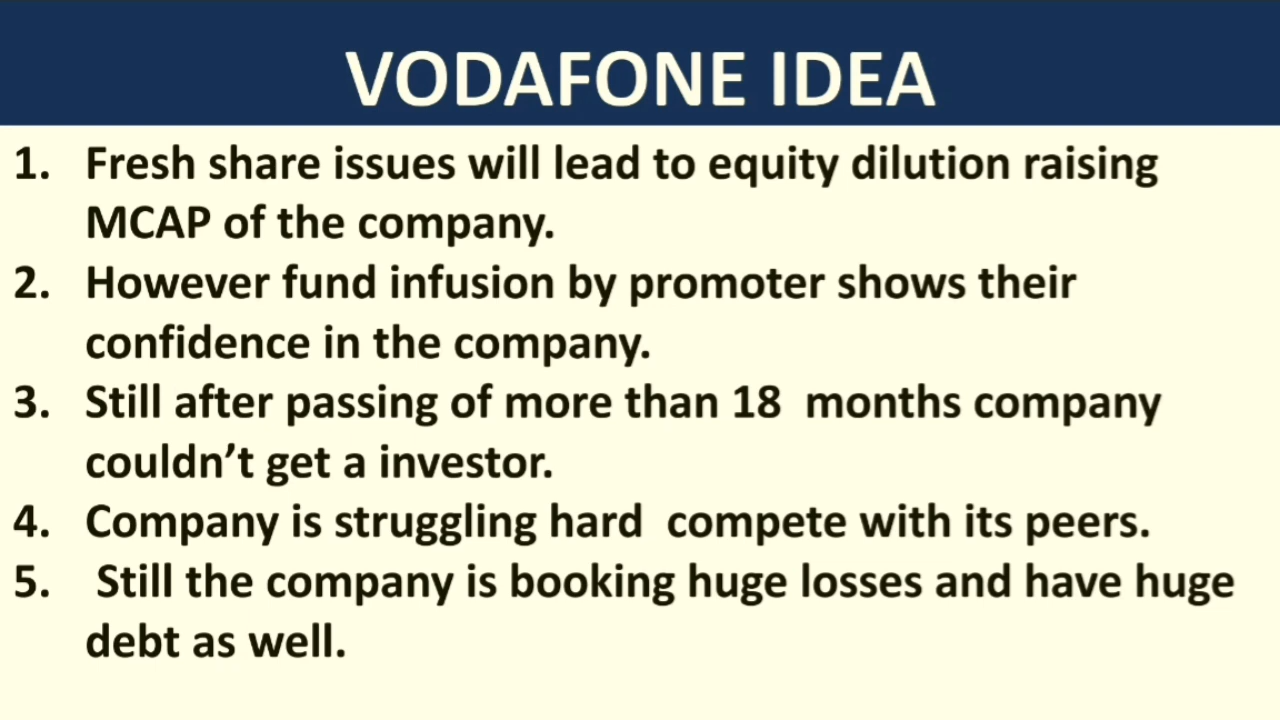 VODAFONE IDEA
1. Fresh share issues will lead to equity dilution raising
MCAP of the company.
2. However fund infusion by promoter shows their
confidence in the company.
3. Still after passing of more than 18  months company
couldn’t get a investor.
4. Company is struggling hard  compete with its peers.
5.  Still the company is booking huge losses and have huge
debt as well.